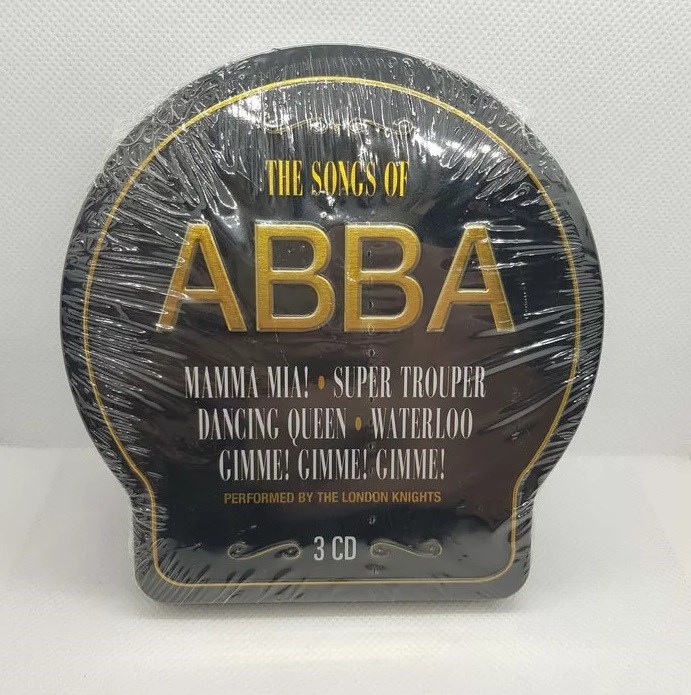 THE SONGS OF
ABBA
MAMMA MIA! • SUPER TROUPER
DANCING QUEEN • WATERLOO
GIMME! GIMME! GIMME!
PERFORMED BY THE LONDON KNIGHTS
3 CD